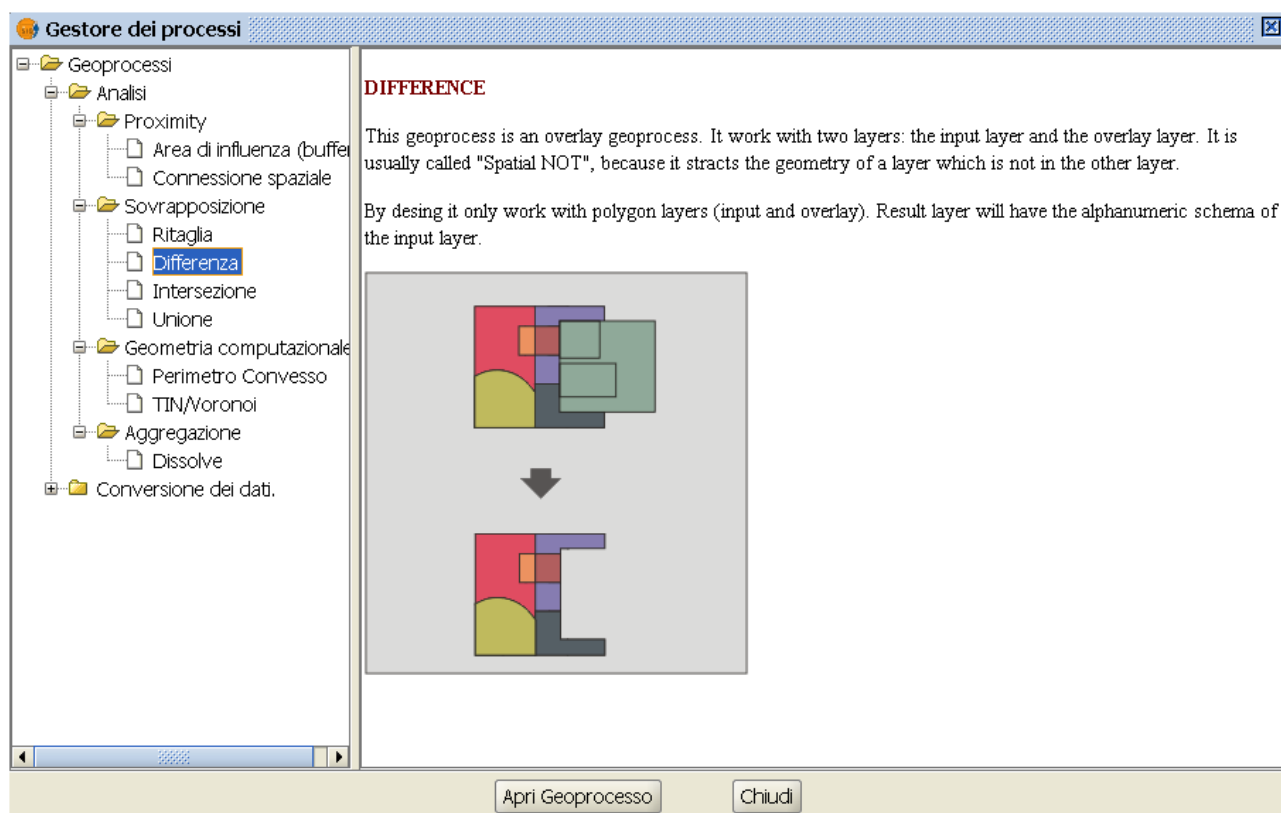 Gestore dei processi
Geoprocessi
Analisi
Proximity
Area di influenza (buffer
Connessione spaziale
Sovrapposizione
Ritaglia
Differenza
Intersezione
Unione
Geometria computazionale
Perimetro Convesso
TIN/Voronoi
Aggregazione
Dissolve
Conversione dei dati.
DIFFERENCE
This geoprocess is an overlay geoprocess. It work with two layers: the input layer and the overlay layer. It is
usually called "Spatial NOT", because it stracts the geometry of a layer which is not in the other layer.
By desing it only work with polygon layers (input and overlay). Result layer will have the alphanumeric schema of
the input layer.
Apri Geoprocesso
Chiudi